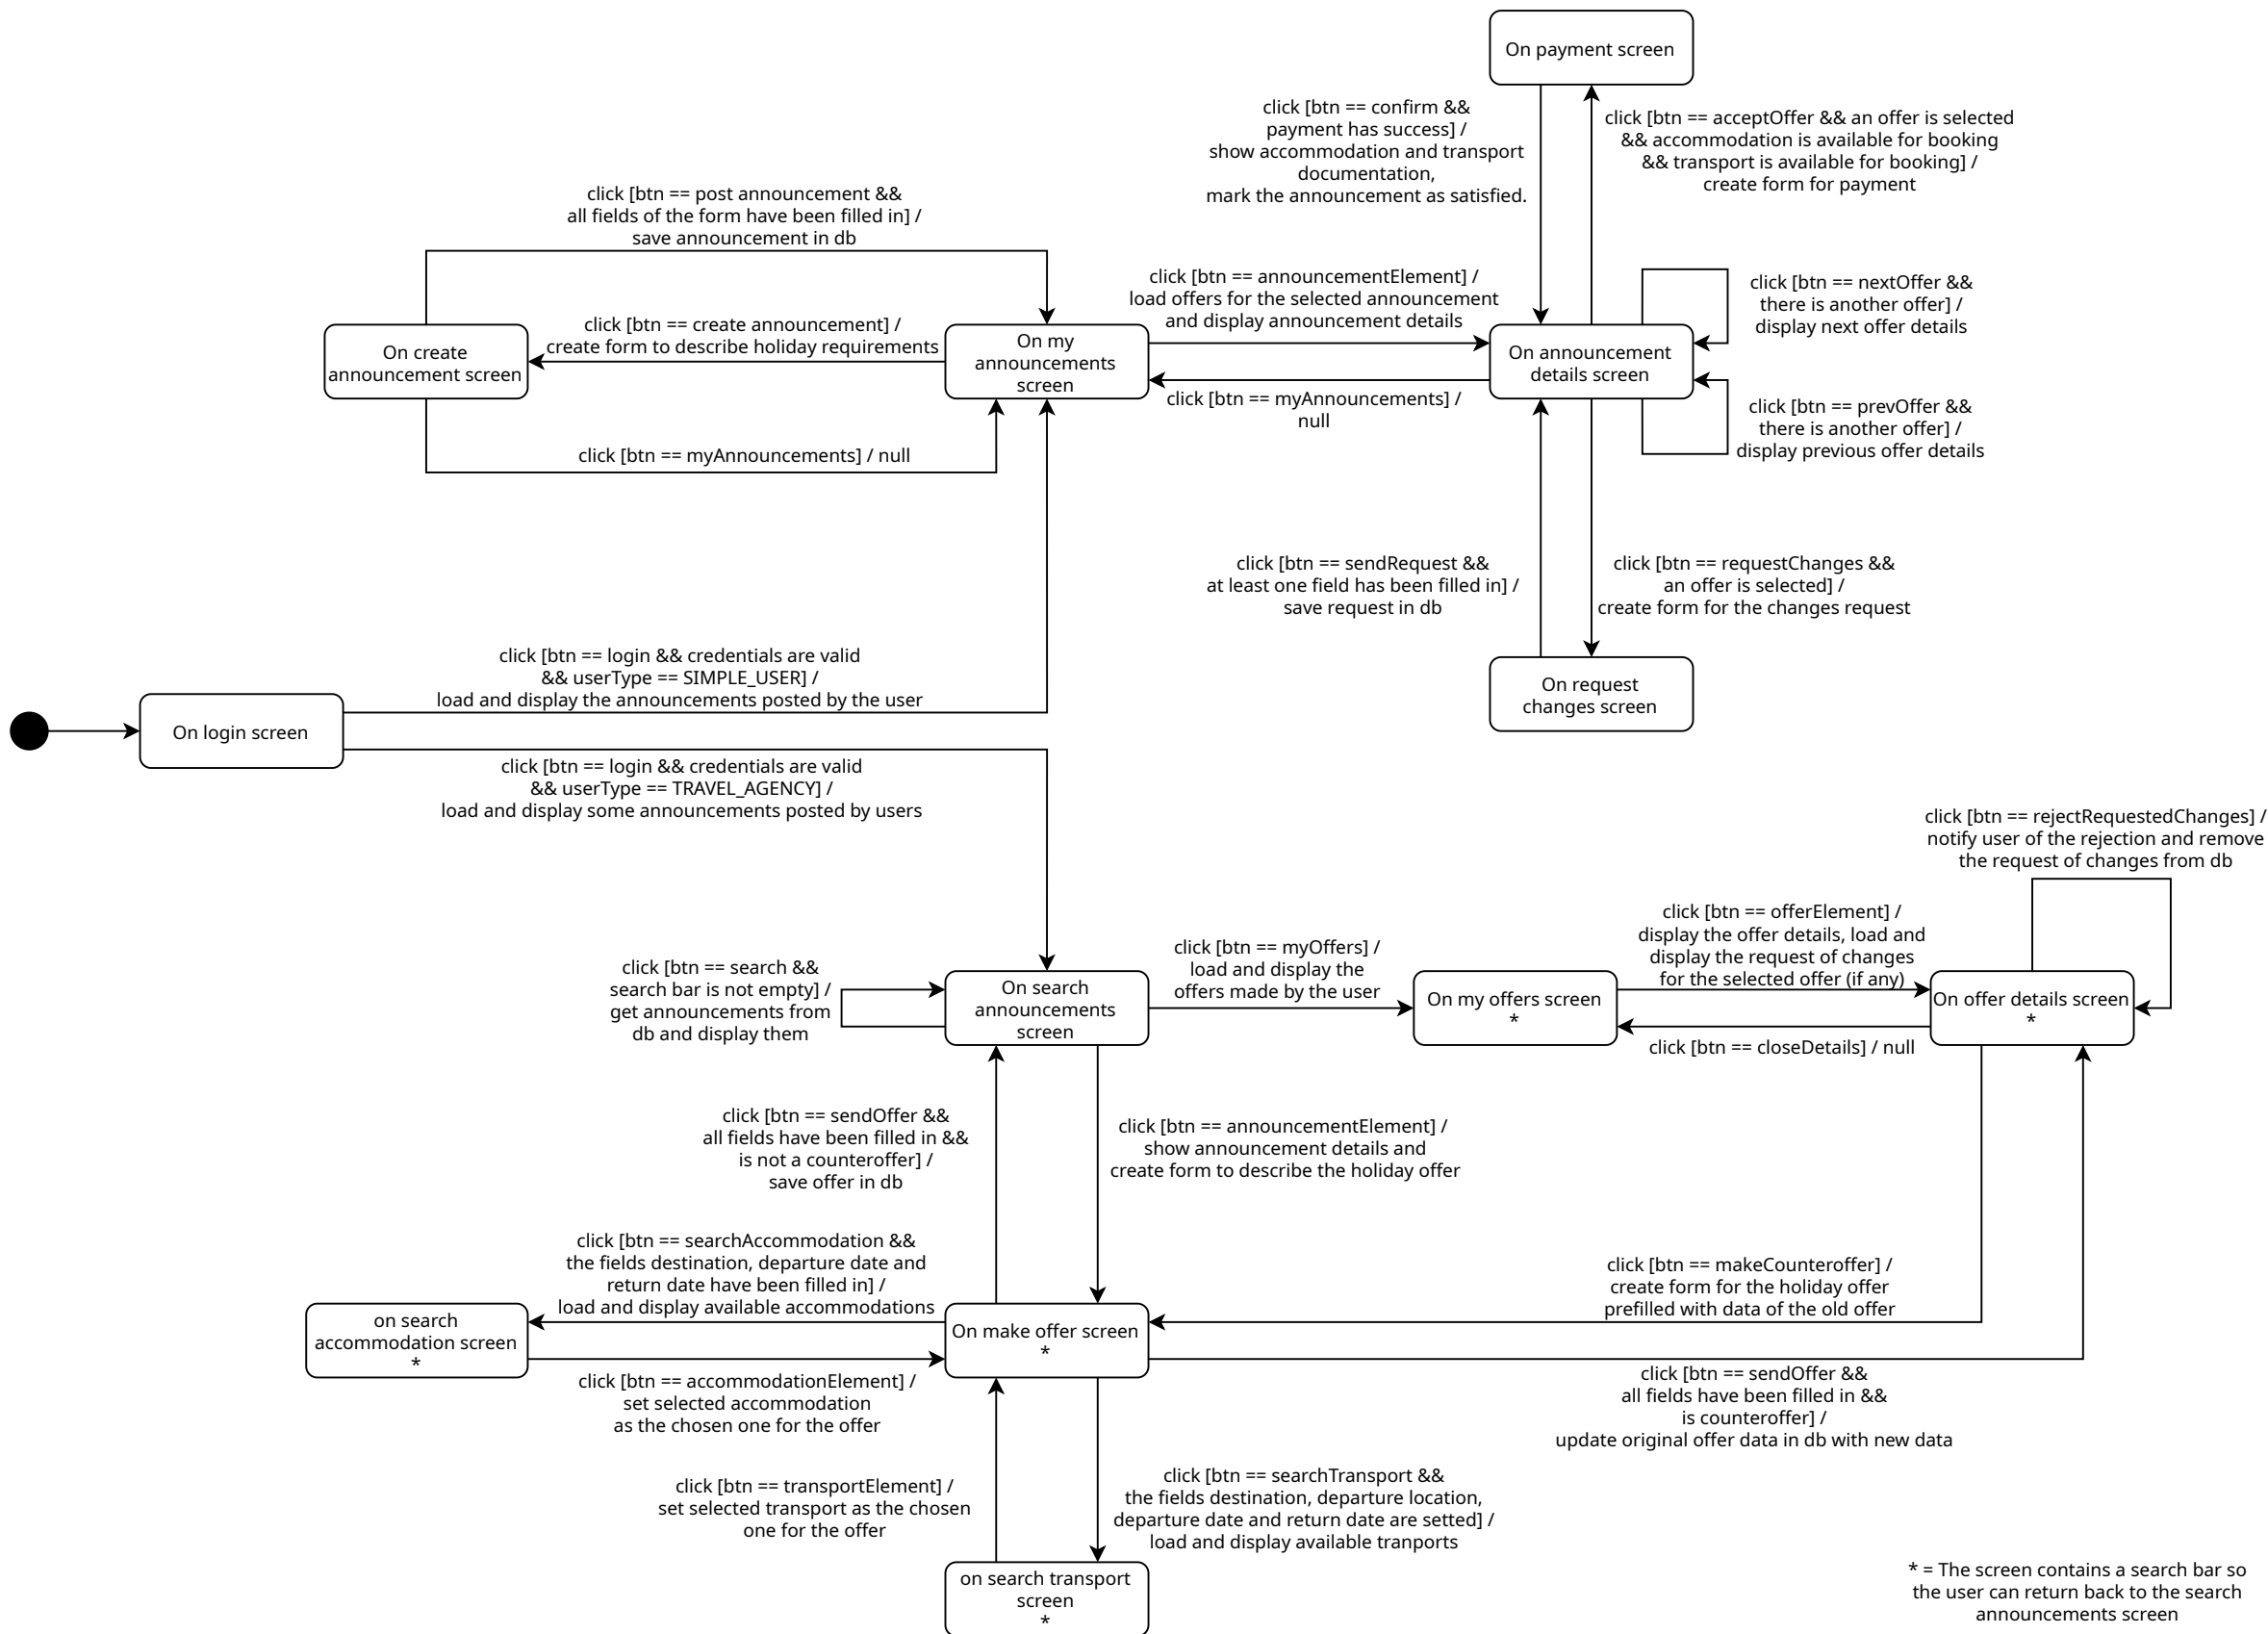 On payment screen
click [btn == confirm &&
payment has success] /
show accommodation and transport
documentation,
mark the announcement as satisfied.
click [btn == acceptOffer && an offer is selected
&& accommodation is available for booking
&& transport is available for booking] /
create form for payment
click [btn == post announcement &&
all fields of the form have been filled in] /
save announcement in db
click [btn == create announcement] /
create form to describe holiday requirements
On create
announcement screen
On my
announcements
screen
click [btn == announcementElement] /
load offers for the selected announcement
and display announcement details
On announcement
details screen
click [btn == nextOffer &&
there is another offer] /
display next offer details
click [btn == myAnnouncements] /
null
click [btn == prevOffer &&
there is another offer] /
display previous offer details
click [btn == myAnnouncements] / null
click [btn == sendRequest &&
at least one field has been filled in] /
save request in db
click [btn == requestChanges &&
an offer is selected] /
create form for the changes request
On request
changes screen
click [btn == login && credentials are valid
&& userType == SIMPLE_USER] /
load and display the announcements posted by the user
On login screen
click [btn == login && credentials are valid
&& userType == TRAVEL_AGENCY] /
load and display some announcements posted by users
click [btn == rejectRequestedChanges] /
notify user of the rejection and remove
the request of changes from db
click [btn == search &&
search bar is not empty] /
get announcements from
db and display them
On search
announcements
screen
click [btn == myOffers] /
load and display the
offers made by the user
On my offers screen
*
click [btn == offerElement] /
display the offer details, load and
display the request of changes
for the selected offer (if any)
On offer details screen
*
click [btn == closeDetails] / null
click [btn == sendOffer &&
all fields have been filled in &&
is not a counteroffer] /
save offer in db
click [btn == announcementElement] /
show announcement details and
create form to describe the holiday offer
click [btn == searchAccommodation &&
the fields destination, departure date and
return date have been filled in] /
load and display available accommodations
click [btn == makeCounteroffer] /
create form for the holiday offer
prefilled with data of the old offer
on search
accommodation screen
*
On make offer screen
*
click [btn == accommodationElement] /
set selected accommodation
as the chosen one for the offer
click [btn == sendOffer &&
all fields have been filled in &&
is counteroffer] /
update original offer data in db with new data
click [btn == transportElement] /
set selected transport as the chosen
one for the offer
click [btn == searchTransport &&
the fields destination, departure location,
departure date and return date are setted] /
load and display available tranports
on search transport
screen
*
* = The screen contains a search bar so
the user can return back to the search
announcements screen